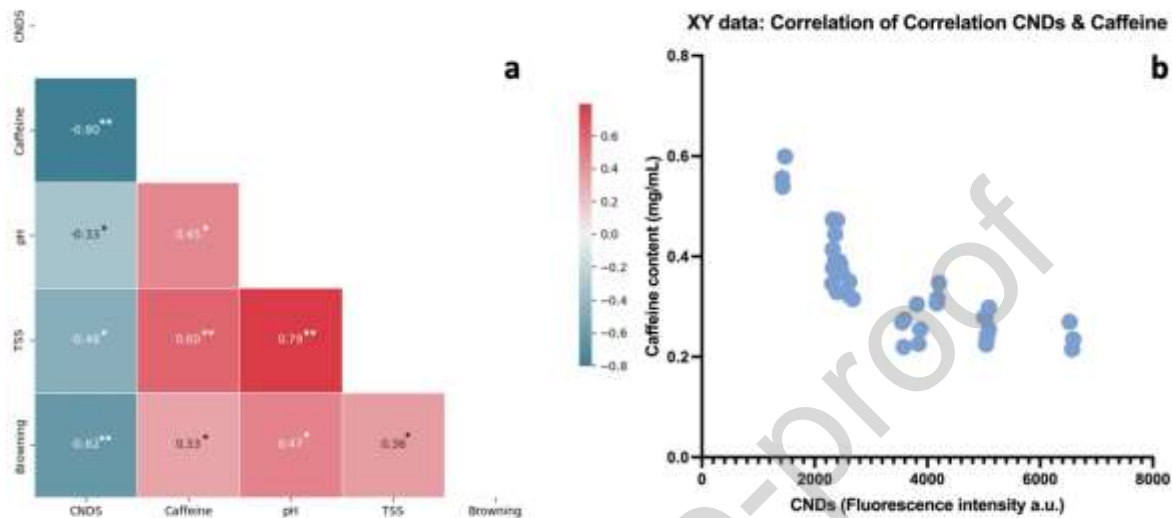 XY data: Correlation of Correlation CNDs & Caffeine
a
b
CNDS
Caffeine
pH
TSS
Browning
-0.80**
-0.33*
0.45*
-0.46*
0.60**
0.79**
-0.62**
0.33*
0.47*
0.36*
CNDS
Caffeine
pH
TSS
Browning
0.6
0.4
0.2
0.0
-0.2
-0.4
-0.6
-0.8
Caffeine content (mg/mL)
0.8
0.6
0.4
0.2
0.0
0
2000
4000
6000
8000
CNDs (Fluorescence intensity a.u.)
-proof